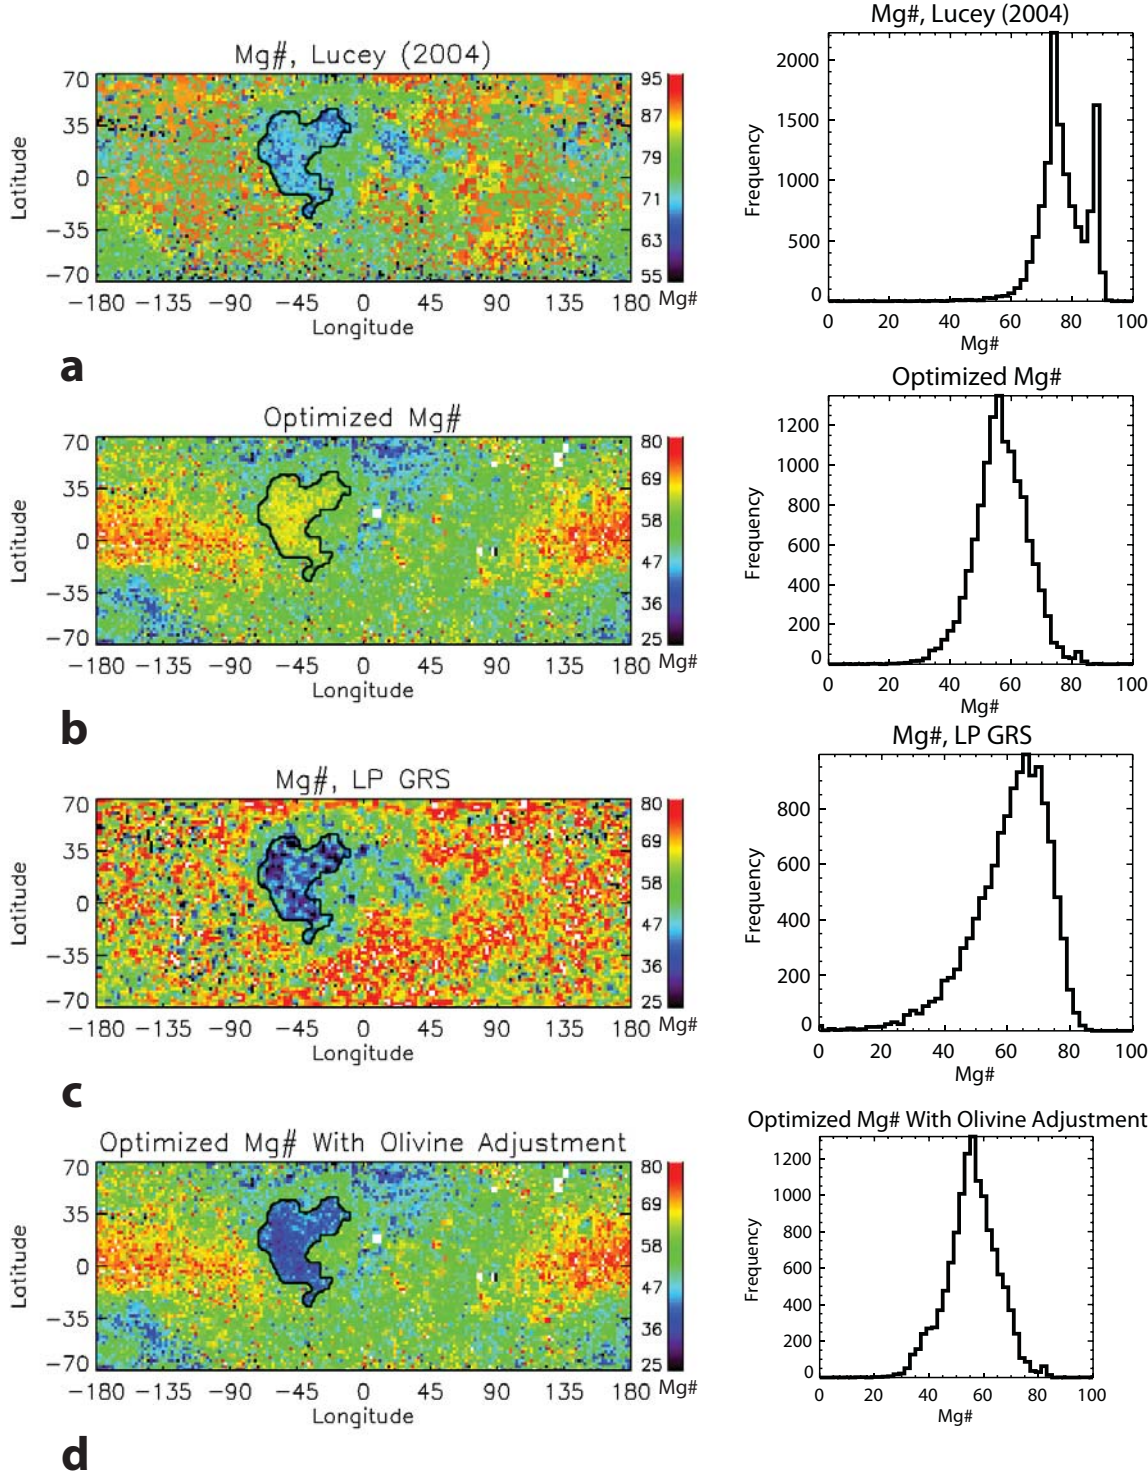 Mg#, Lucey (2004)
70
35
0
−35
−70
Latitude
−180 −135 −90 −45 0 45 90 135 180
Longitude
95
87
79
71
63
55
Mg#
Mg#, Lucey (2004)
2000
1500
1000
500
0
Frequency
0 20 40 60 80 100
Mg#
a
Optimized Mg#
70
35
0
−35
−70
Latitude
−180 −135 −90 −45 0 45 90 135 180
Longitude
80
69
58
47
36
25
Mg#
Optimized Mg#
1200
1000
800
600
400
200
0
Frequency
0 20 40 60 80 100
Mg#
b
Mg#, LP GRS
70
35
0
−35
−70
Latitude
−180 −135 −90 −45 0 45 90 135 180
Longitude
80
69
58
47
36
25
Mg#
Mg#, LP GRS
800
600
400
200
0
Frequency
0 20 40 60 80 100
Mg#
c
Optimized Mg# With Olivine Adjustment
70
35
0
−35
−70
Latitude
−180 −135 −90 −45 0 45 90 135 180
Longitude
80
69
58
47
36
25
Mg#
Optimized Mg# With Olivine Adjustment
1200
1000
800
600
400
200
0
Frequency
0 20 40 60 80 100
Mg#
d